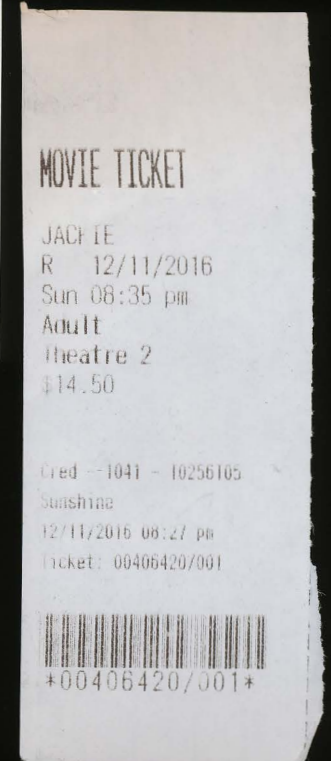 MOVIE TICKET
JACKIE
R 12/11/2016
Sun 08:35 pm
Adult
Theatre 2
$14.50
Cred --1041 - 10256105
Sunshine
12/11/2016 08:27 pm
Ticket: 00406420/001
*00406420/001*